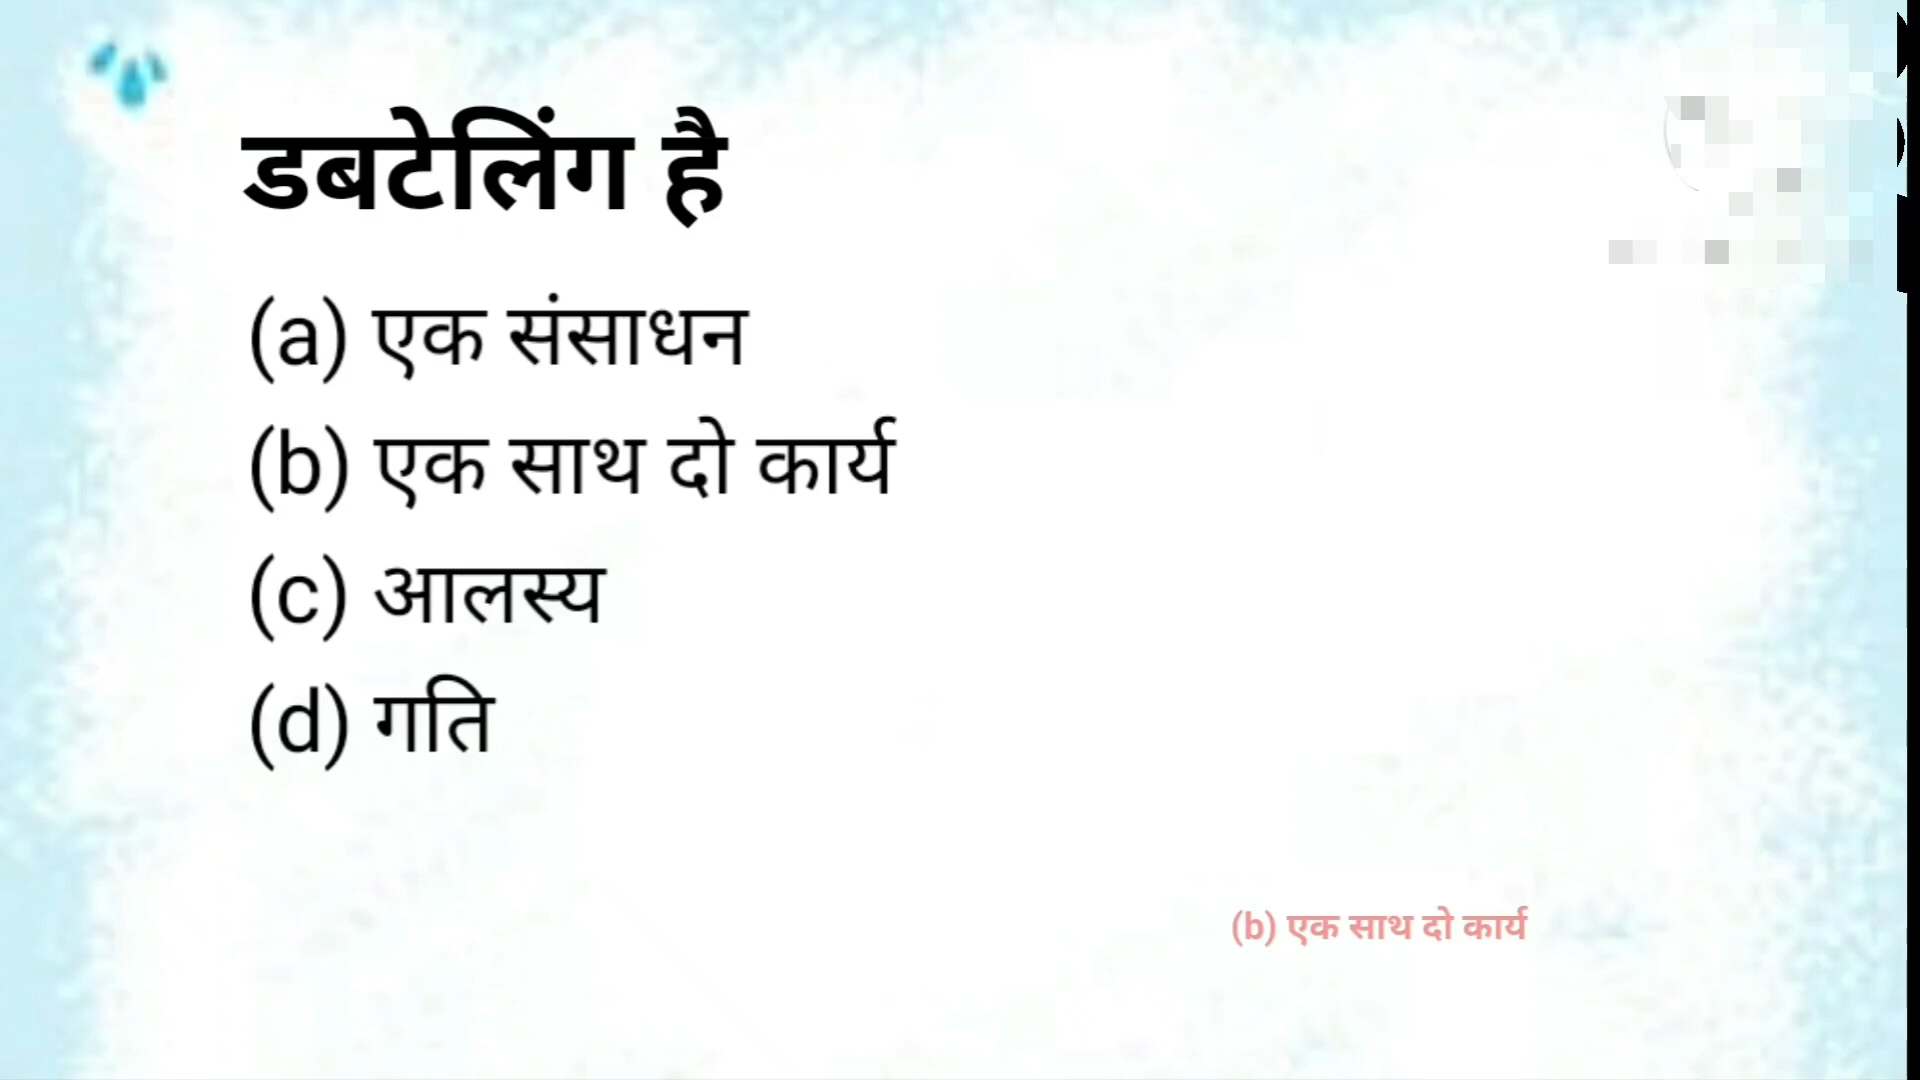 डबटेलिंग है
(a) एक संसाधन
(b) एक साथ दो कार्य
(c) आलस्य
(d) गति
(b) एक साथ दो कार्य